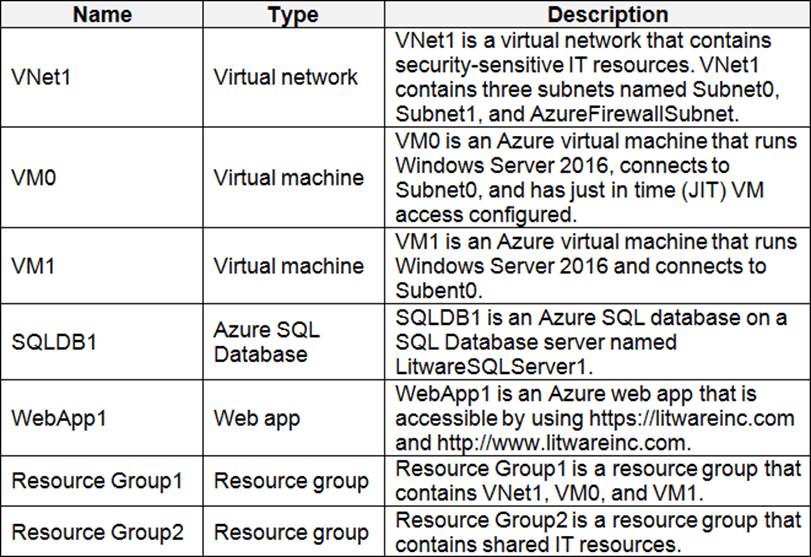 Name Type Description
VNet1 Virtual network VNet1 is a virtual network that contains
security-sensitive IT resources. VNet1
contains three subnets named Subnet0,
Subnet1, and AzureFirewallSubnet.
VM0 Virtual machine VM0 is an Azure virtual machine that runs
Windows Server 2016, connects to
Subnet0, and has just in time (JIT) VM
access configured.
VM1 Virtual machine VM1 is an Azure virtual machine that runs
Windows Server 2016 and connects to
Subent0.
SQLDB1 Azure SQL
Database SQLDB1 is an Azure SQL database on a
SQL Database server named
LitwareSQLServer1.
WebApp1 Web app WebApp1 is an Azure web app that is
accessible by using https://litwareinc.com
and http://www.litwareinc.com.
Resource Group1 Resource group Resource Group1 is a resource group that
contains VNet1, VM0, and VM1.
Resource Group2 Resource group Resource Group2 is a resource group that
contains shared IT resources.